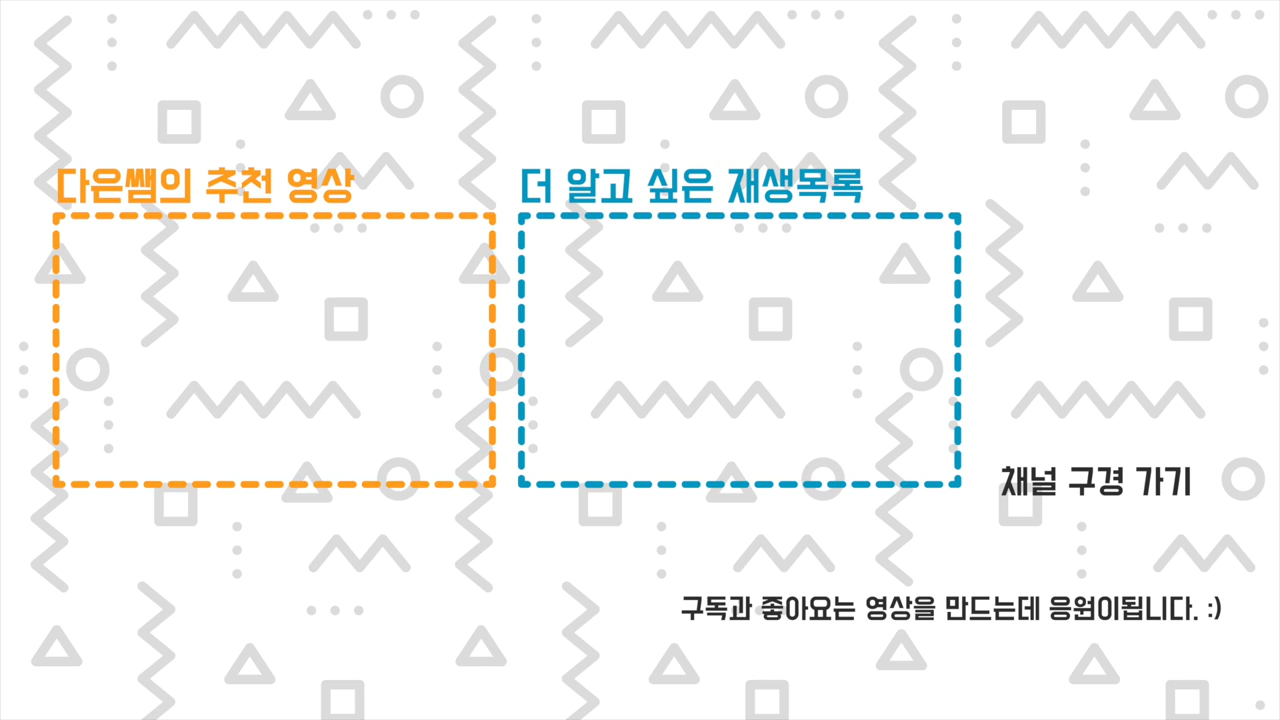 다은쌤의 추천 영상
더 알고 싶은 재생목록
채널 구경 가기
구독과 좋아요는 영상을 만드는데 응원이됩니다. :)